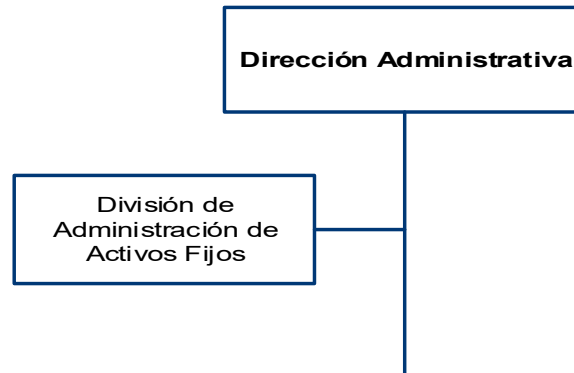 Dirección Administrativa
División de
Administración de
Activos Fijos